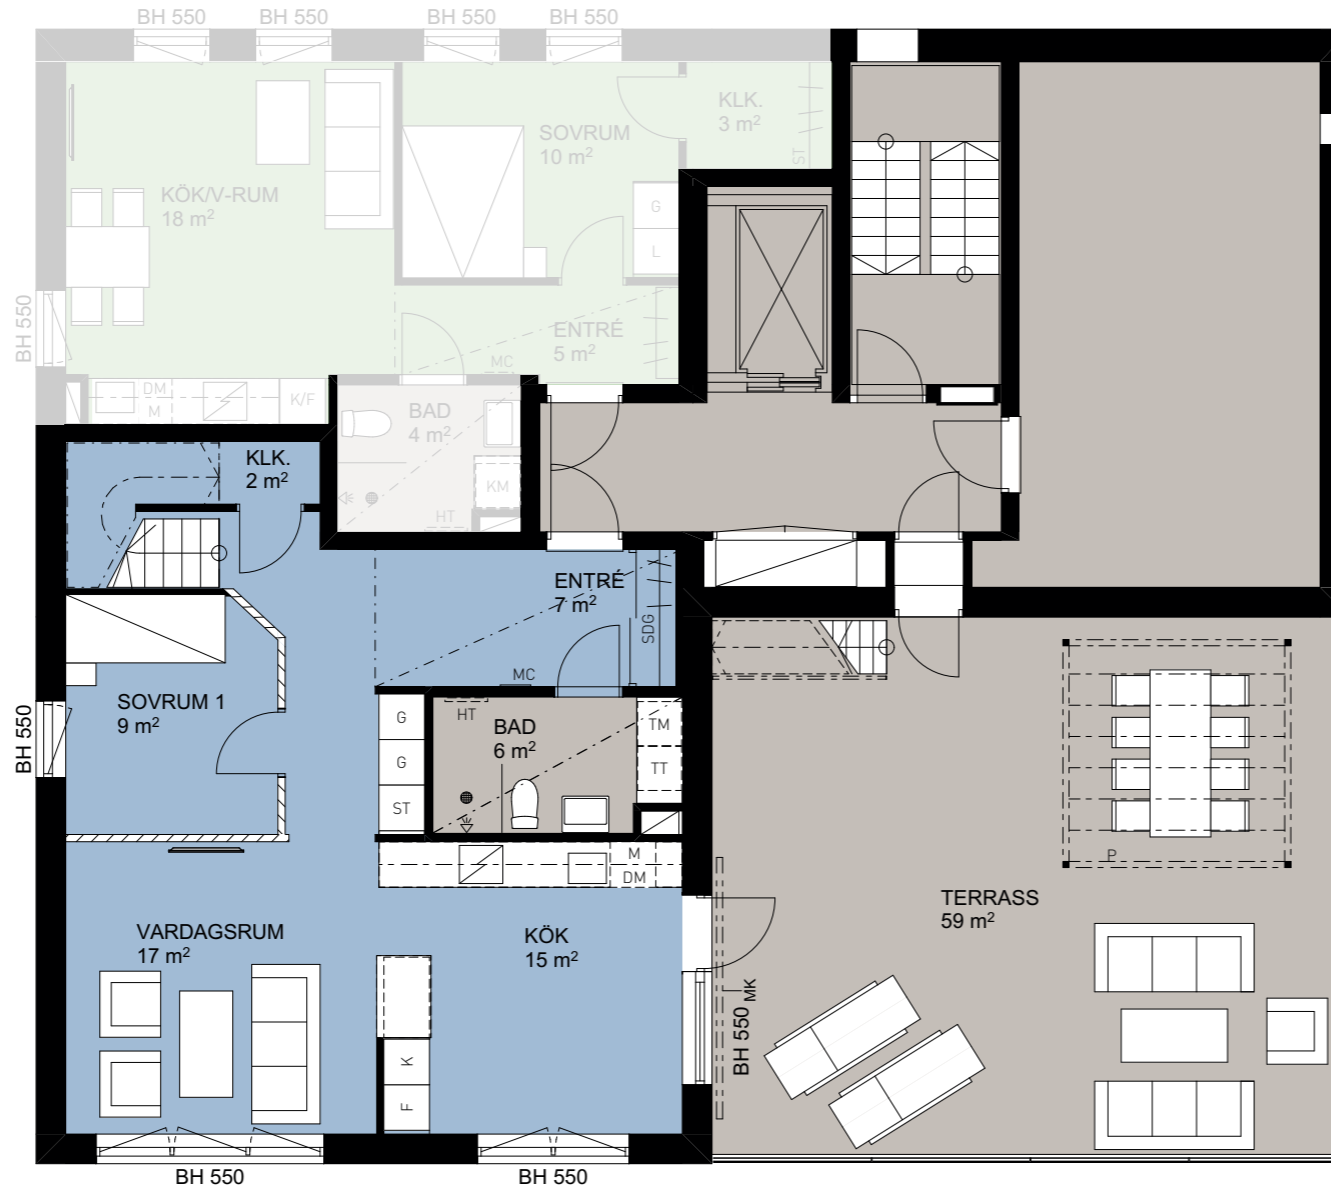 BH 550
BH 550
BH 550
BH 550
KÖK/V-RUM
18 m²
SOVRUM
10 m²
KLK.
3 m²
ST
G
L
BH 550
ENTRÉ
5 m²
MC
DM
M
K/F
BAD
4 m²
KM
HT
KLK.
2 m²
ENTRÉ
7 m²
SDG
MC
SOVRUM 1
9 m²
BH 550
G
G
ST
HT
BAD
6 m²
TM
TT
M
DM
VARDAGSRUM
17 m²
KÖK
15 m²
K
F
BH 550
MK
TERRASS
59 m²
P
BH 550
BH 550